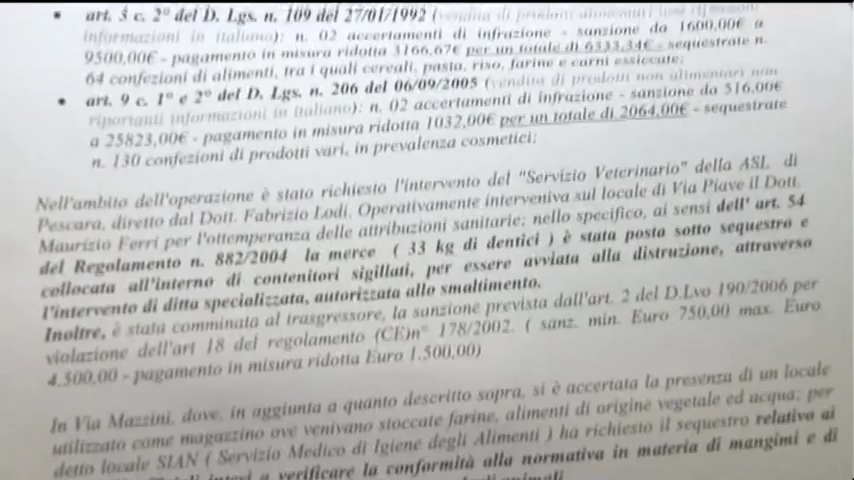 • art. 3 c. 2° del D. Lgs. n. 109 del 27/01/1992 (vendita di prodotti alimentari non riportanti
informazioni in italiano): n. 02 accertamenti di infrazione - sanzione da 1600,00€ a
9500,00€ - pagamento in misura ridotta 3166,67€ per un totale di 6333,34€ - sequestrate n.
64 confezioni di alimenti, tra i quali cereali, pasta, riso, farine e carni essiccate;
• art. 9 c. 1° e 2° del D. Lgs. n. 206 del 06/09/2005 (vendita di prodotti non alimentari non
riportanti informazioni in italiano): n. 02 accertamenti di infrazione - sanzione da 516,00€
a 25823,00€ - pagamento in misura ridotta 1032,00€ per un totale di 2064,00€ - sequestrate
n. 130 confezioni di prodotti vari, in prevalenza cosmetici;
Nell'ambito dell'operazione è stato richiesto l'intervento del "Servizio Veterinario" della ASL di
Pescara, diretto dal Dott. Fabrizio Lodi. Operativamente interveniva sul locale di Via Piave il Dott.
Maurizio Ferri per l'ottemperanza delle attribuzioni sanitarie; nello specifico, ai sensi dell' art. 54
del Regolamento n. 882/2004 la merce ( 33 kg di dentici ) è stata posta sotto sequestro e
collocata all'interno di contenitori sigillati, per essere avviata alla distruzione, attraverso
l'intervento di ditta specializzata, autorizzata allo smaltimento.
Inoltre, è stata comminata al trasgressore, la sanzione prevista dall'art. 2 del D.Lvo 190/2006 per
violazione dell'art 18 del regolamento (CE)n° 178/2002. ( sanz. min. Euro 750,00 max. Euro
4.500,00 - pagamento in misura ridotta Euro 1.500,00)
In Via Mazzini, dove, in aggiunta a quanto descritto sopra, si è accertata la presenza di un locale
utilizzato come magazzino ove venivano stoccate farine, alimenti di origine vegetale ed acqua; per
detto locale SIAN ( Servizio Medico di Igiene degli Alimenti ) ha richiesto il sequestro relativo ai
a verificare la conformità alla normativa in materia di mangimi e di